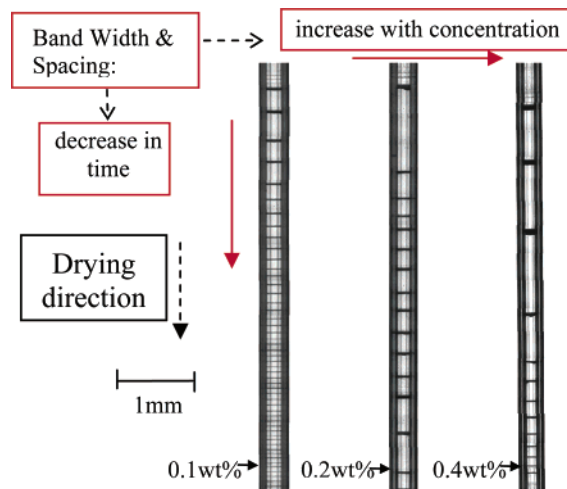 Band Width &
Spacing:
increase with concentration
decrease in
time
Drying
direction
1mm
0.1wt%
0.2wt%
0.4wt%